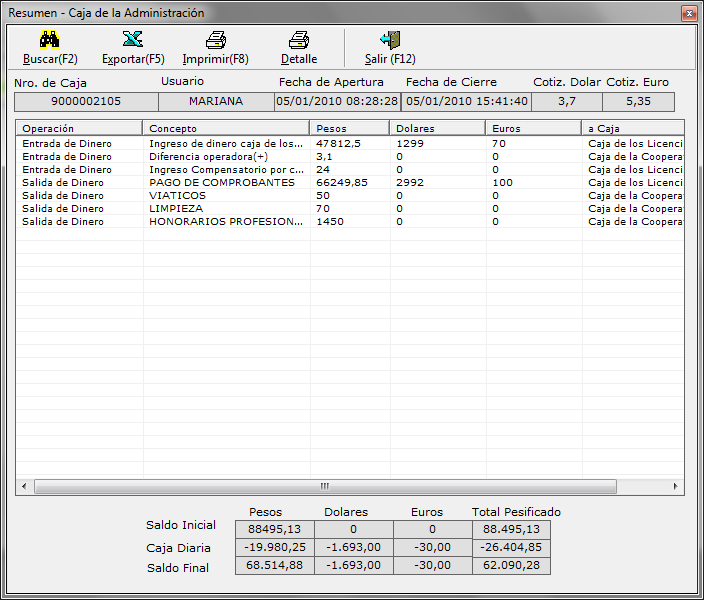 Resumen - Caja de la Administración
Buscar(F2) Exportar(F5) Imprimir(F8) Detalle Salir (F12)
Nro. de Caja Usuario Fecha de Apertura Fecha de Cierre Cotiz. Dolar Cotiz. Euro
9000002105 MARIANA 05/01/2010 08:28:28 05/01/2010 15:41:40 3,7 5,35
Operación Concepto Pesos Dolares Euros a Caja
Entrada de Dinero Ingreso de dinero caja de los... 47812,5 1299 70 Caja de los Licenci
Entrada de Dinero Diferencia operadora(+) 3,1 0 0 Caja de la Coopera
Entrada de Dinero Ingreso Compensatorio por c... 24 0 0 Caja de los Licenci
Salida de Dinero PAGO DE COMPROBANTES 66249,85 2992 100 Caja de los Licenci
Salida de Dinero VIATICOS 50 0 0 Caja de la Coopera
Salida de Dinero LIMPIEZA 70 0 0 Caja de la Coopera
Salida de Dinero HONORARIOS PROFESION... 1450 0 0 Caja de la Coopera
Pesos Dolares Euros Total Pesificado
Saldo Inicial 88495,13 0 0 88.495,13
Caja Diaria -19.980,25 -1.693,00 -30,00 -26.404,85
Saldo Final 68.514,88 -1.693,00 -30,00 62.090,28